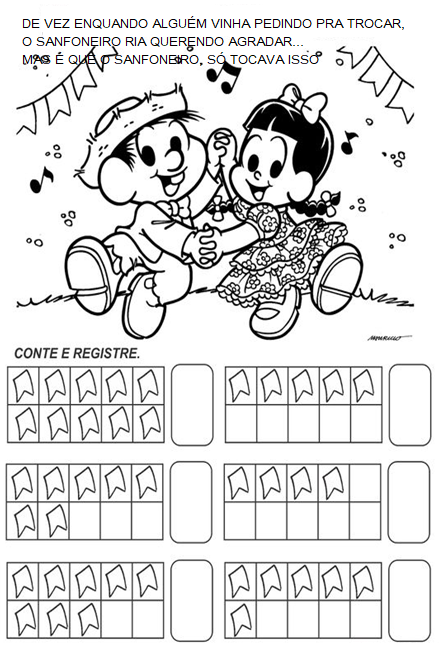 DE VEZ ENQUANDO ALGUÉM VINHA PEDINDO PRA TROCAR,
O SANFONEIRO RIA QUERENDO AGRADAR...
MAS É QUE O SANFONEIRO, SÓ TOCAVA ISSO
CONTE E REGISTRE.